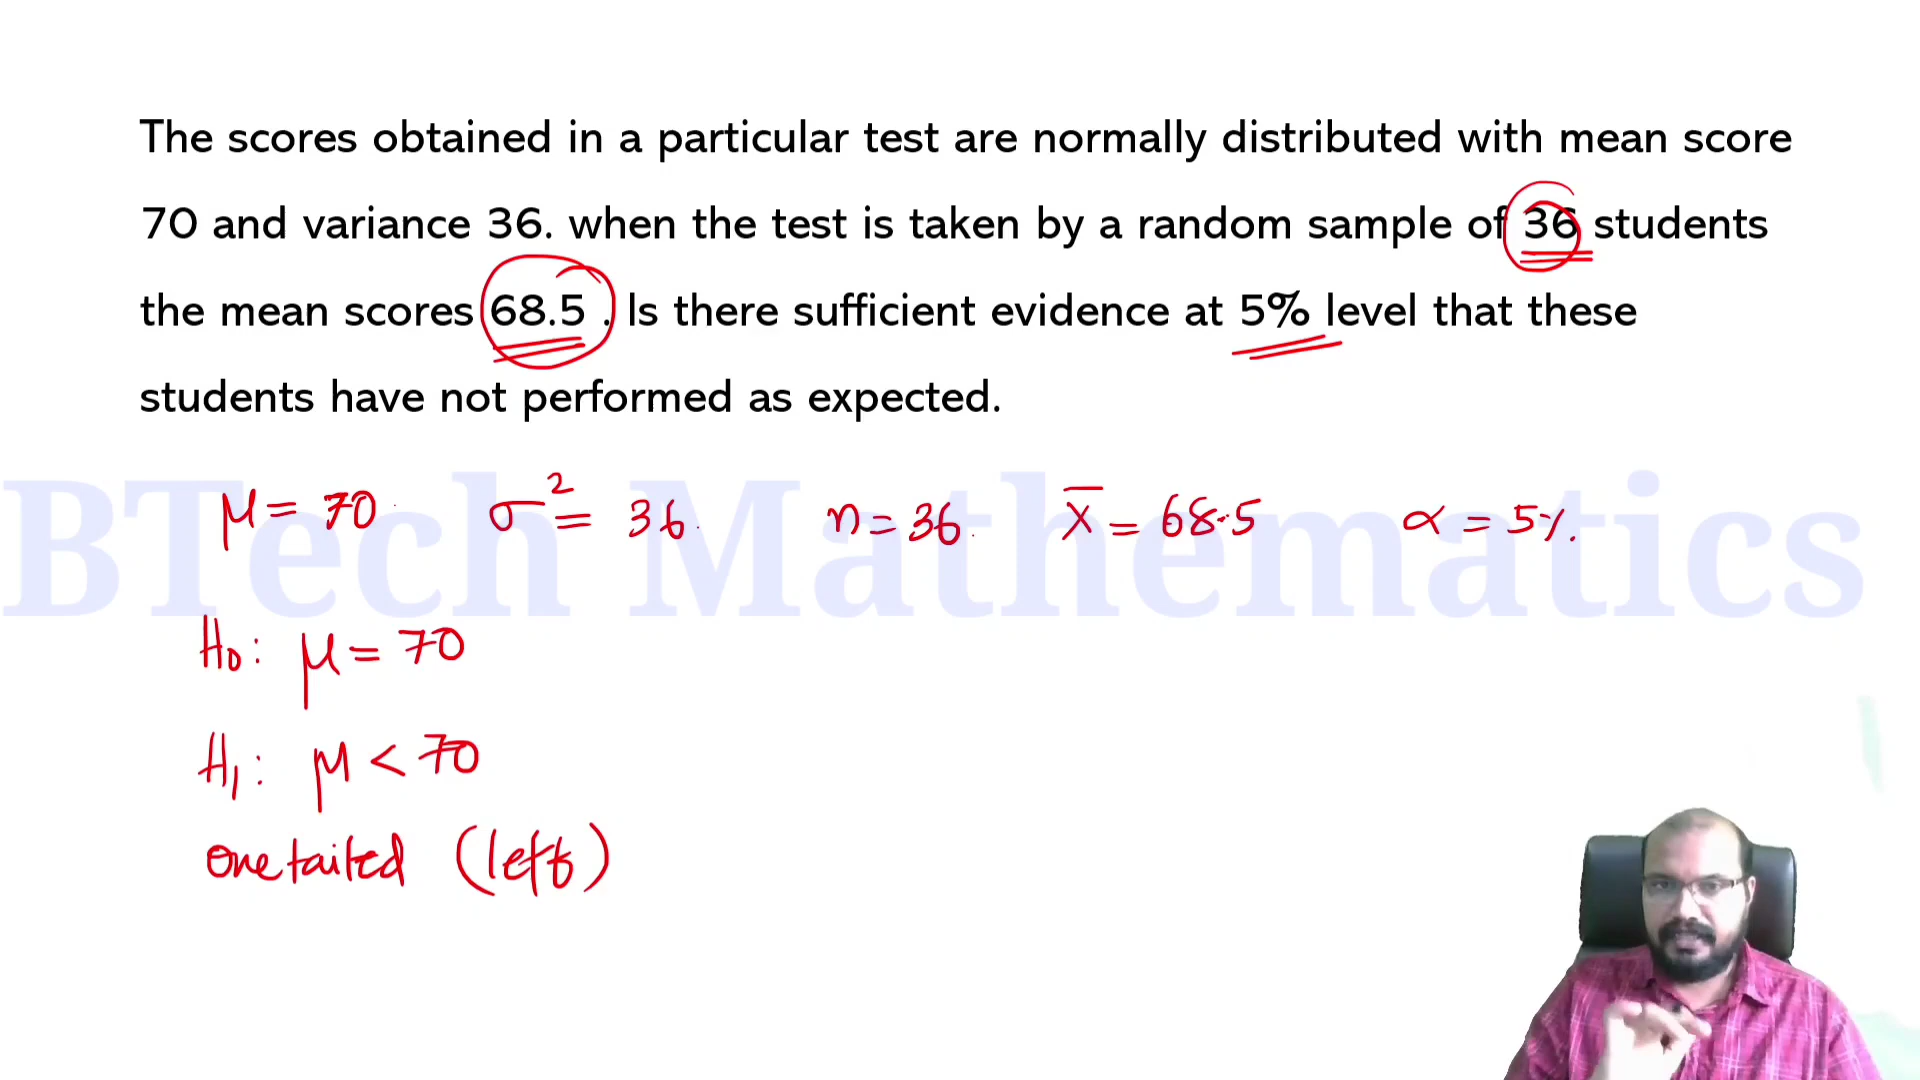 The scores obtained in a particular test are normally distributed with mean score
70 and variance 36. when the test is taken by a random sample of 36 students
the mean scores 68.5 . Is there sufficient evidence at 5% level that these
students have not performed as expected.
μ = 70. σ² = 36. n = 36. x̄ = 68.5 α = 5%.
BTech Mathematics
H₀: μ = 70
H₁: μ < 70
one tailed (left)